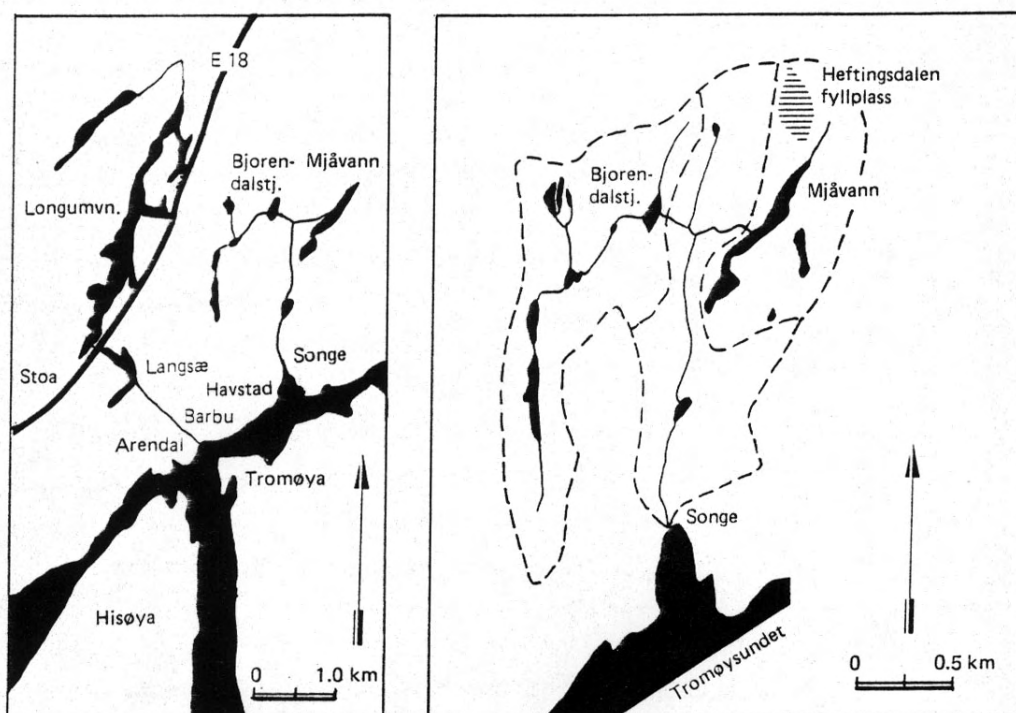 E 18
Bjoren- Mjåvann
dalstj.
Longumvn.
Songe
Langsæ
Stoa
Havstad
Barbu
Arendal
Tromøya
Hisøya
0 1.0 km
Heftingsdalen
fyllplass
Bjoren-
dalstj.
Mjåvann
Songe
Tromøysundet
0 0.5 km